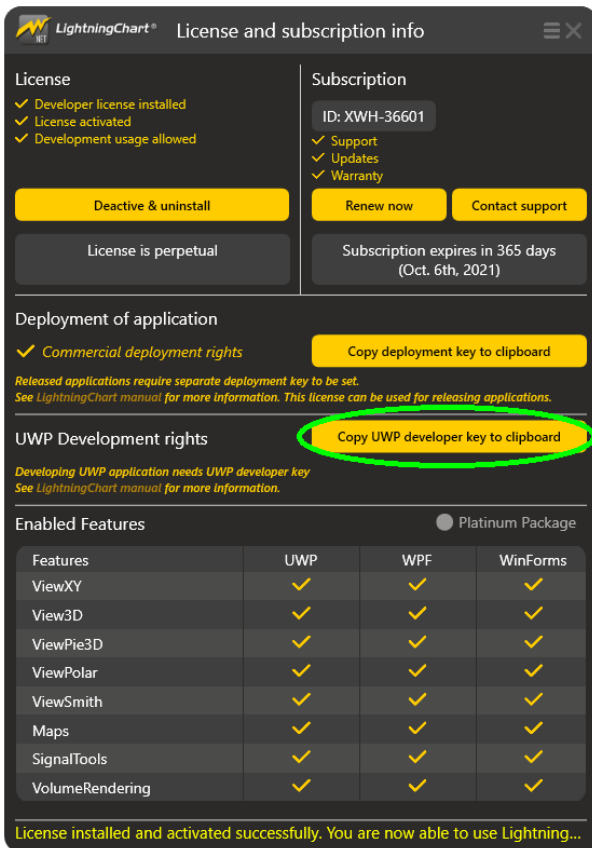 LightningChart® License and subscription info
.NET
License
Developer license installed
License activated
Development usage allowed
Deactive & uninstall
License is perpetual
Subscription
ID: XWH-36601
Support
Updates
Warranty
Renew now
Contact support
Subscription expires in 365 days
(Oct. 6th, 2021)
Deployment of application
Commercial deployment rights
Copy deployment key to clipboard
Released applications require separate deployment key to be set.
See LightningChart manual for more information. This license can be used for releasing applications.
UWP Development rights
Copy UWP developer key to clipboard
Developing UWP application needs UWP developer key
See LightningChart manual for more information.
Enabled Features
Platinum Package
Features UWP WPF WinForms
ViewXY
View3D
ViewPie3D
ViewPolar
ViewSmith
Maps
SignalTools
VolumeRendering
License installed and activated successfully. You are now able to use Lightning...